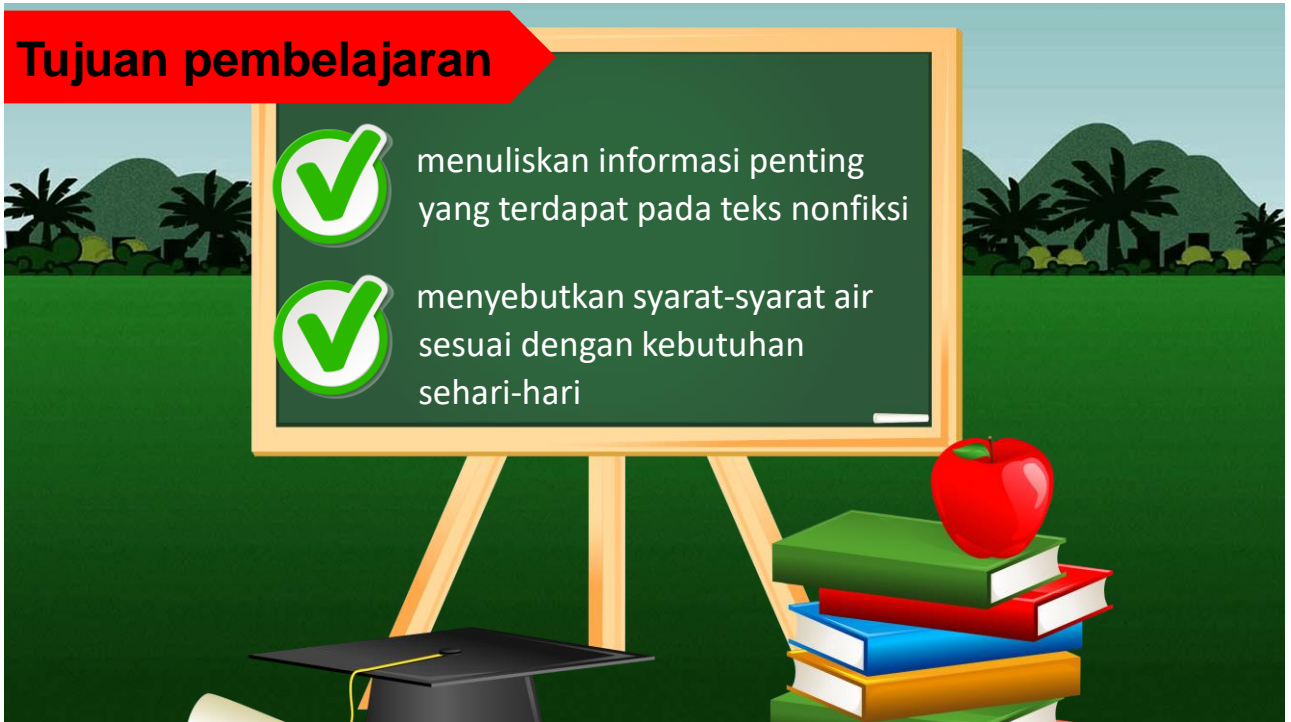 Tujuan pembelajaran
menuliskan informasi penting
yang terdapat pada teks nonfiksi
menyebutkan syarat-syarat air
sesuai dengan kebutuhan
sehari-hari